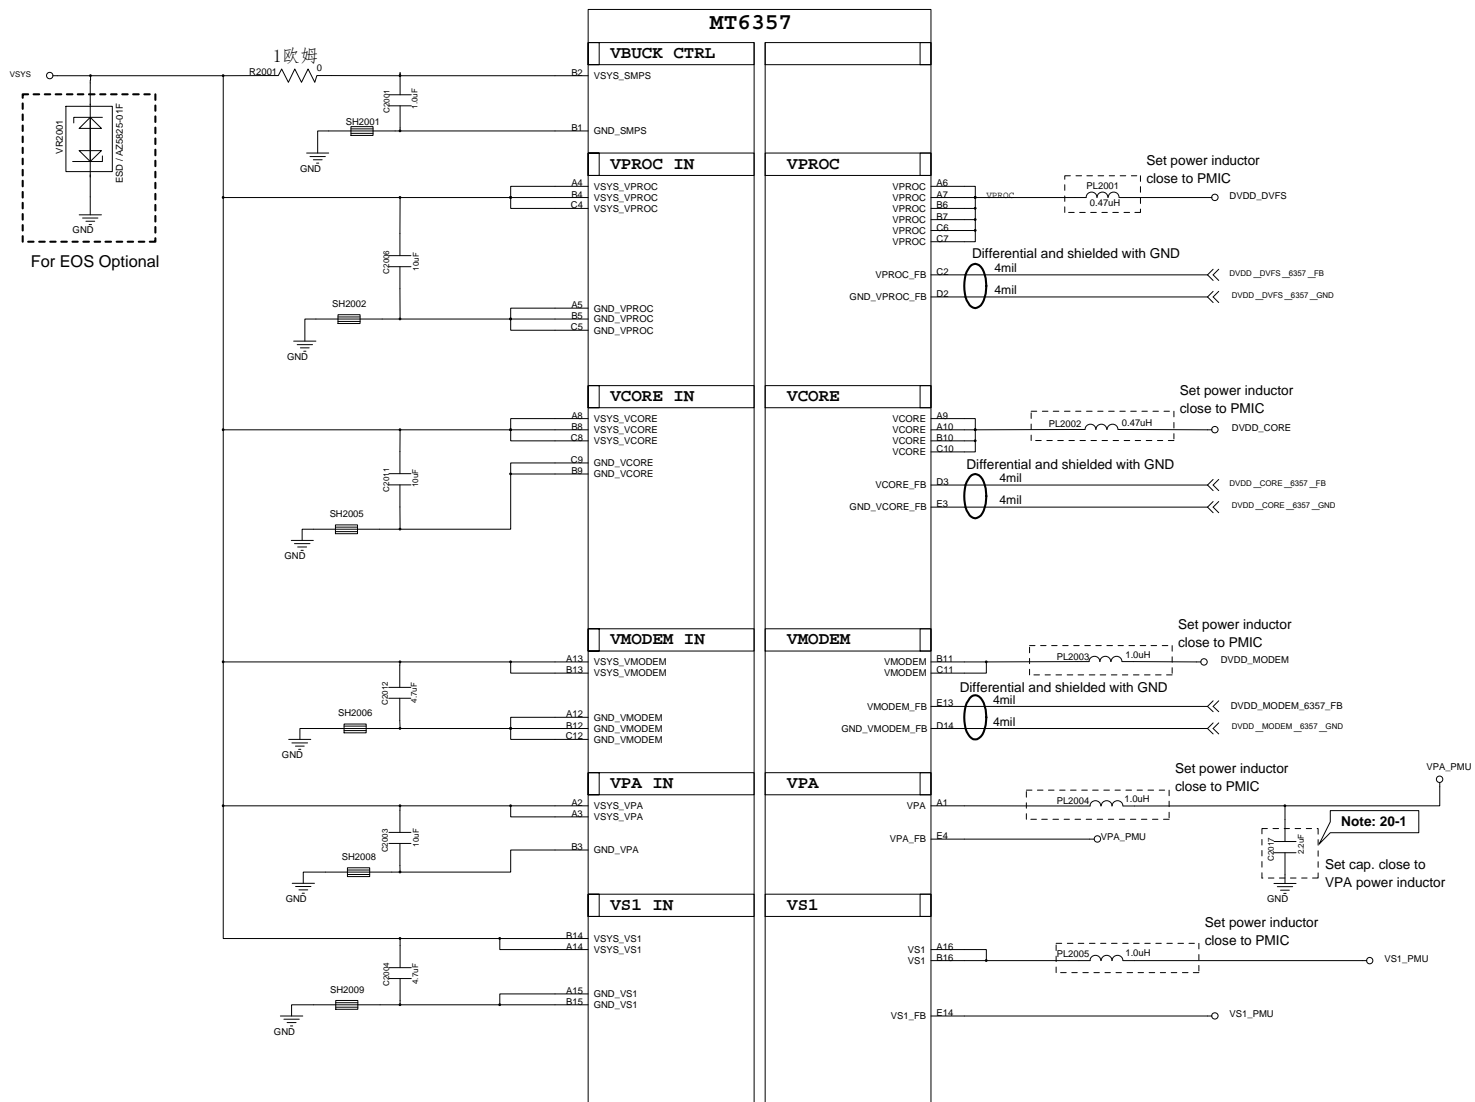 MT6357
VBUCK CTRL
1欧姆
VSYS
R2001
0
B2
VSYS_SMPS
C2001
1.0uF
VR2001
ESD / AZ5825-01F
SH2001
B1
GND_SMPS
GND
GND
For EOS Optional
VPROC IN
VPROC
Set power inductor
close to PMIC
A4
VSYS_VPROC
B4
VSYS_VPROC
C4
VSYS_VPROC
VPROC
A6
VPROC
A7
VPROC
B6
VPROC
B7
VPROC
C6
VPROC
C7
VPROC
PL2001
0.47uH
DVDD_DVFS
C2006
10uF
Differential and shielded with GND
VPROC_FB
C2
4mil
DVDD_DVFS_6357_FB
GND_VPROC_FB
D2
4mil
DVDD_DVFS_6357_GND
SH2002
A5
GND_VPROC
B5
GND_VPROC
C5
GND_VPROC
GND
VCORE IN
VCORE
Set power inductor
close to PMIC
A8
VSYS_VCORE
B8
VSYS_VCORE
C8
VSYS_VCORE
VCORE
A9
VCORE
A10
VCORE
B10
VCORE
C10
PL2002
0.47uH
DVDD_CORE
C2011
10uF
C9
GND_VCORE
B9
GND_VCORE
Differential and shielded with GND
VCORE_FB
D3
4mil
DVDD_CORE_6357_FB
GND_VCORE_FB
E3
4mil
DVDD_CORE_6357_GND
SH2005
GND
VMODEM IN
VMODEM
Set power inductor
close to PMIC
A13
VSYS_VMODEM
B13
VSYS_VMODEM
VMODEM
B11
VMODEM
C11
PL2003
1.0uH
DVDD_MODEM
C2012
4.7uF
Differential and shielded with GND
VMODEM_FB
E13
4mil
DVDD_MODEM_6357_FB
GND_VMODEM_FB
D14
4mil
DVDD_MODEM_6357_GND
SH2006
A12
GND_VMODEM
B12
GND_VMODEM
C12
GND_VMODEM
GND
VPA IN
VPA
Set power inductor
close to PMIC
VPA_PMU
A2
VSYS_VPA
A3
VSYS_VPA
VPA
A1
PL2004
1.0uH
C2003
10uF
VPA_FB
E4
VPA_PMU
Note: 20-1
C2017
2.2uF
Set cap. close to
VPA power inductor
GND
SH2008
B3
GND_VPA
GND
VS1 IN
VS1
Set power inductor
close to PMIC
B14
VSYS_VS1
A14
VSYS_VS1
VS1
A16
VS1
B16
PL2005
1.0uH
VS1_PMU
C2004
4.7uF
SH2009
A15
GND_VS1
B15
GND_VS1
GND
VS1_FB
E14
VS1_PMU